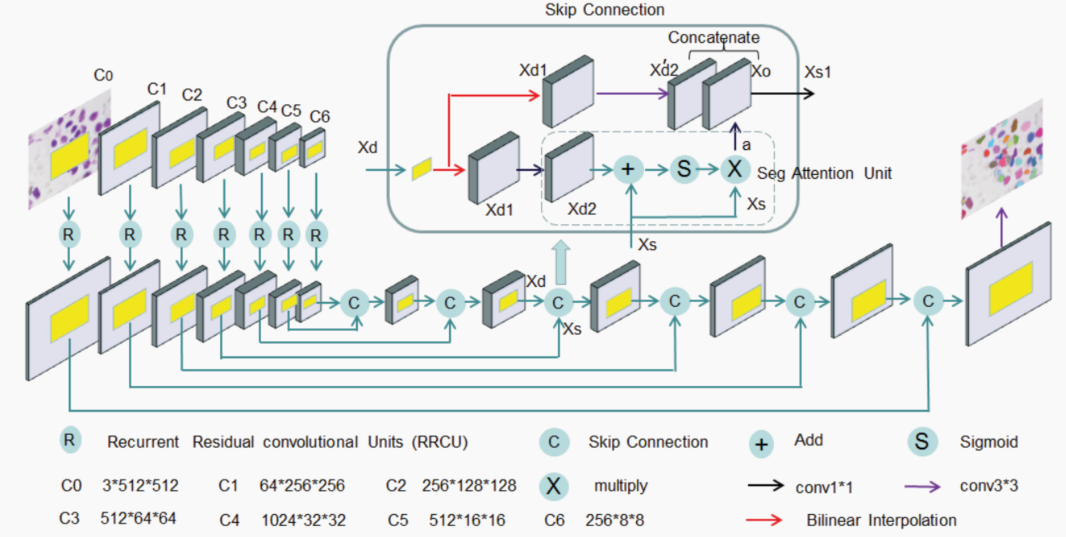 Skip Connection
Concatenate
C0
C1
C2
C3
C4
C5
C6
Xd
Xd1
Xd'2
Xo
Xs1
a
Xd1
Xd2
+
S
X
Seg Attention Unit
Xs
Xs
R
R
R
R
R
R
R
Xd
C
C
C
C
C
C
Xs
R Recurrent Residual convolutional Units (RRCU)
C Skip Connection
+ Add
S Sigmoid
C0 3*512*512
C1 64*256*256
C2 256*128*128
X multiply
conv1*1
conv3*3
C3 512*64*64
C4 1024*32*32
C5 512*16*16
C6 256*8*8
Bilinear Interpolation